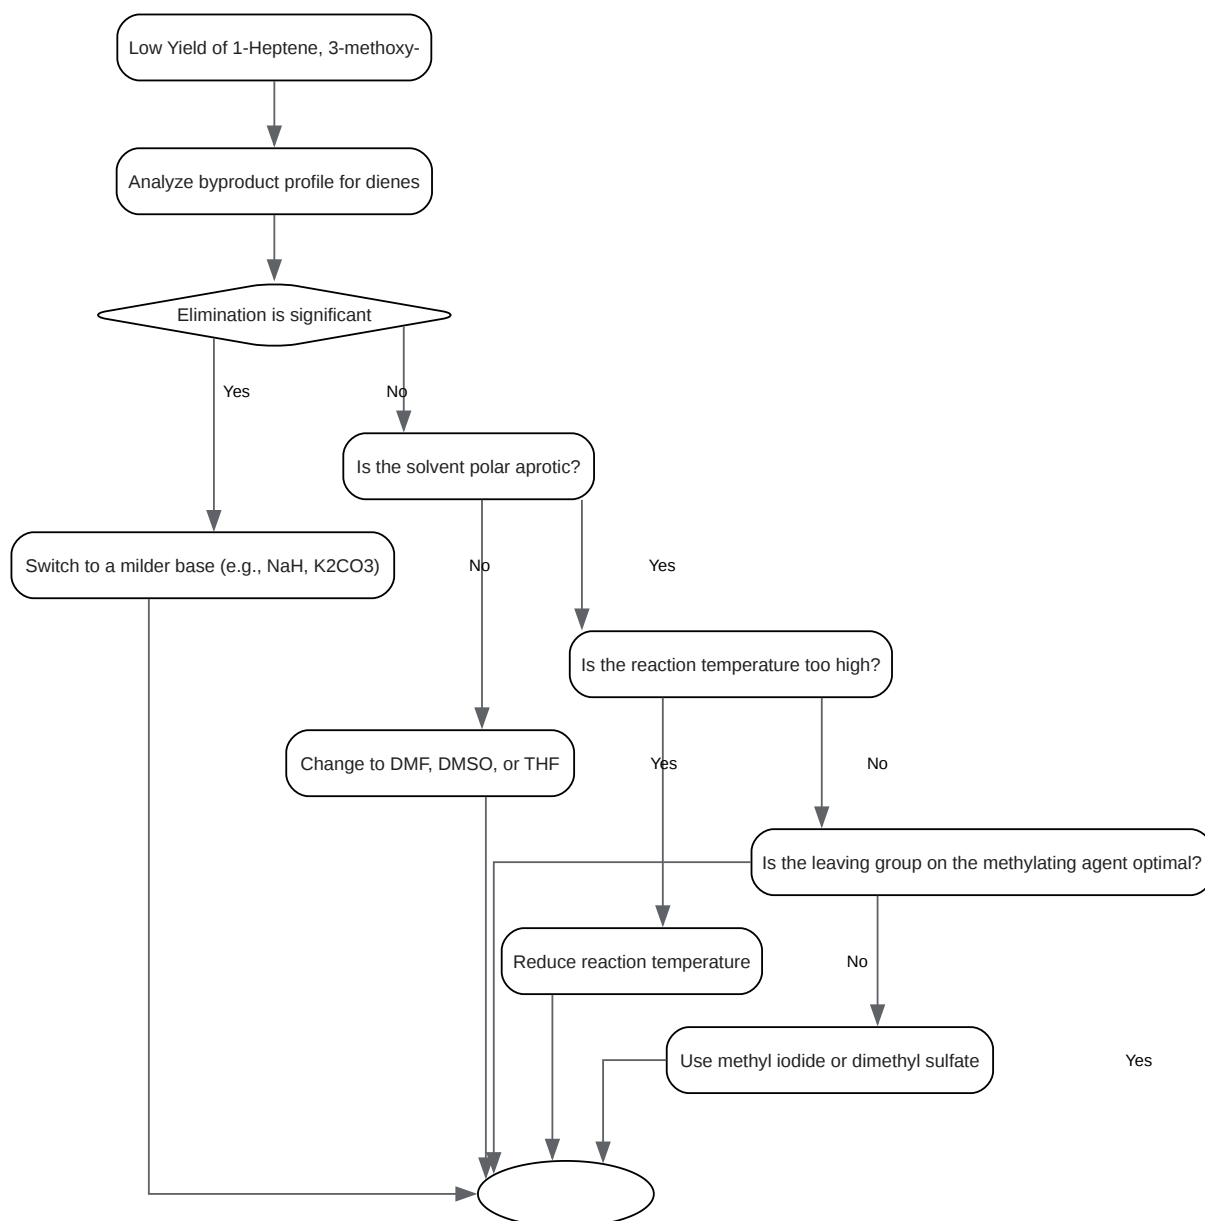 Low Yield of 1-Heptene, 3-methoxy-
Analyze byproduct profile for dienes
Elimination is significant
Yes
No
Is the solvent polar aprotic?
Switch to a milder base (e.g., NaH, K2CO3)
No
Yes
Is the reaction temperature too high?
Change to DMF, DMSO, or THF
Yes
No
Is the leaving group on the methylating agent optimal?
Reduce reaction temperature
No
Use methyl iodide or dimethyl sulfate
Yes